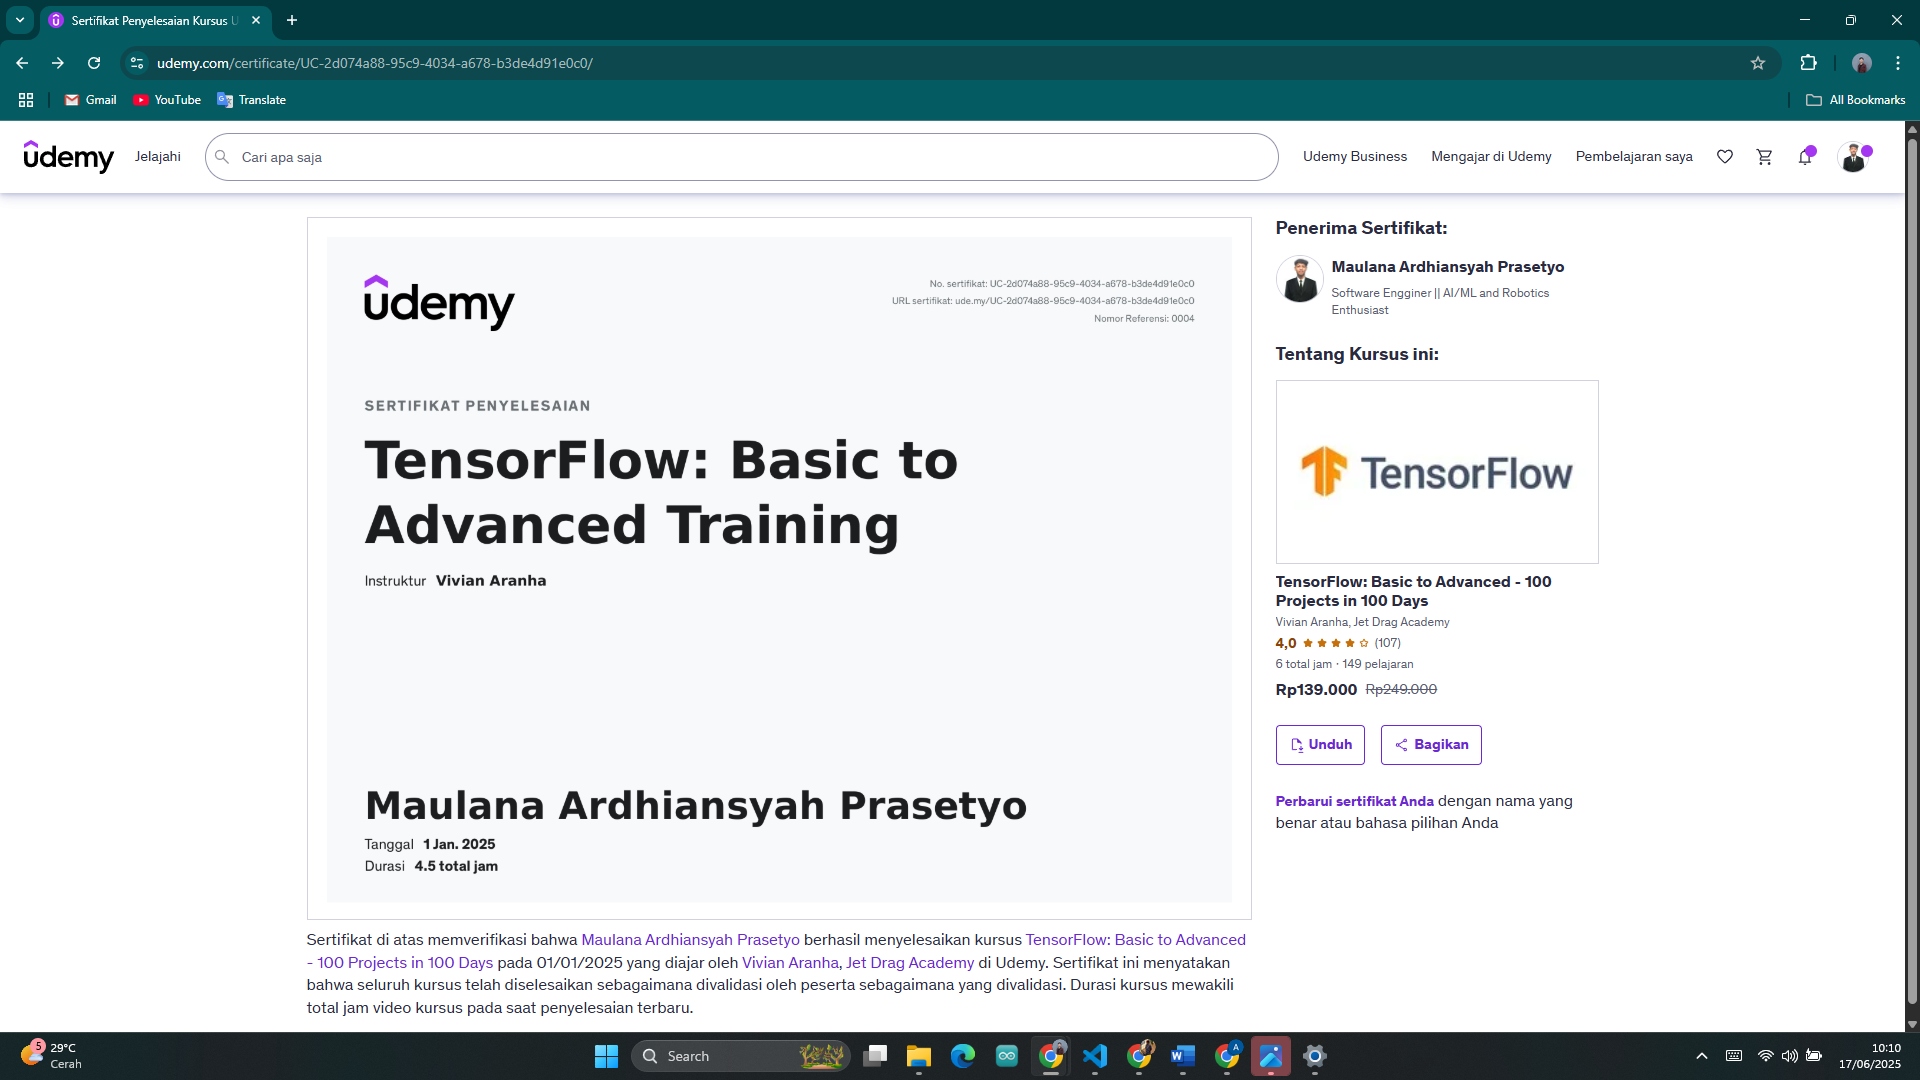 Sertifikat Penyelesaian Kursus U
udemy.com/certificate/UC-2d074a88-95c9-4034-a678-b3de4d91e0c0/
Gmail
YouTube
Translate
All Bookmarks
udemy
Jelajahi
Cari apa saja
Udemy Business
Mengajar di Udemy
Pembelajaran saya
udemy
No. sertifikat: UC-2d074a88-95c9-4034-a678-b3de4d91e0c0
URL sertifikat: ude.my/UC-2d074a88-95c9-4034-a678-b3de4d91e0c0
Nomor Referensi: 0004
SERTIFIKAT PENYELESAIAN
TensorFlow: Basic to
Advanced Training
Instruktur Vivian Aranha
Maulana Ardhiansyah Prasetyo
Tanggal 1 Jan. 2025
Durasi 4.5 total jam
Sertifikat di atas memverifikasi bahwa Maulana Ardhiansyah Prasetyo berhasil menyelesaikan kursus TensorFlow: Basic to Advanced
- 100 Projects in 100 Days pada 01/01/2025 yang diajar oleh Vivian Aranha, Jet Drag Academy di Udemy. Sertifikat ini menyatakan
bahwa seluruh kursus telah diselesaikan sebagaimana divalidasi oleh peserta sebagaimana yang divalidasi. Durasi kursus mewakili
total jam video kursus pada saat penyelesaian terbaru.
Penerima Sertifikat:
Maulana Ardhiansyah Prasetyo
Software Engginer || AI/ML and Robotics
Enthusiast
Tentang Kursus ini:
TensorFlow
TensorFlow: Basic to Advanced - 100
Projects in 100 Days
Vivian Aranha, Jet Drag Academy
4,0 (107)
6 total jam · 149 pelajaran
Rp139.000 Rp249.000
Unduh
Bagikan
Perbarui sertifikat Anda dengan nama yang
benar atau bahasa pilihan Anda
5
29°C
Cerah
Search
A
10:10
17/06/2025